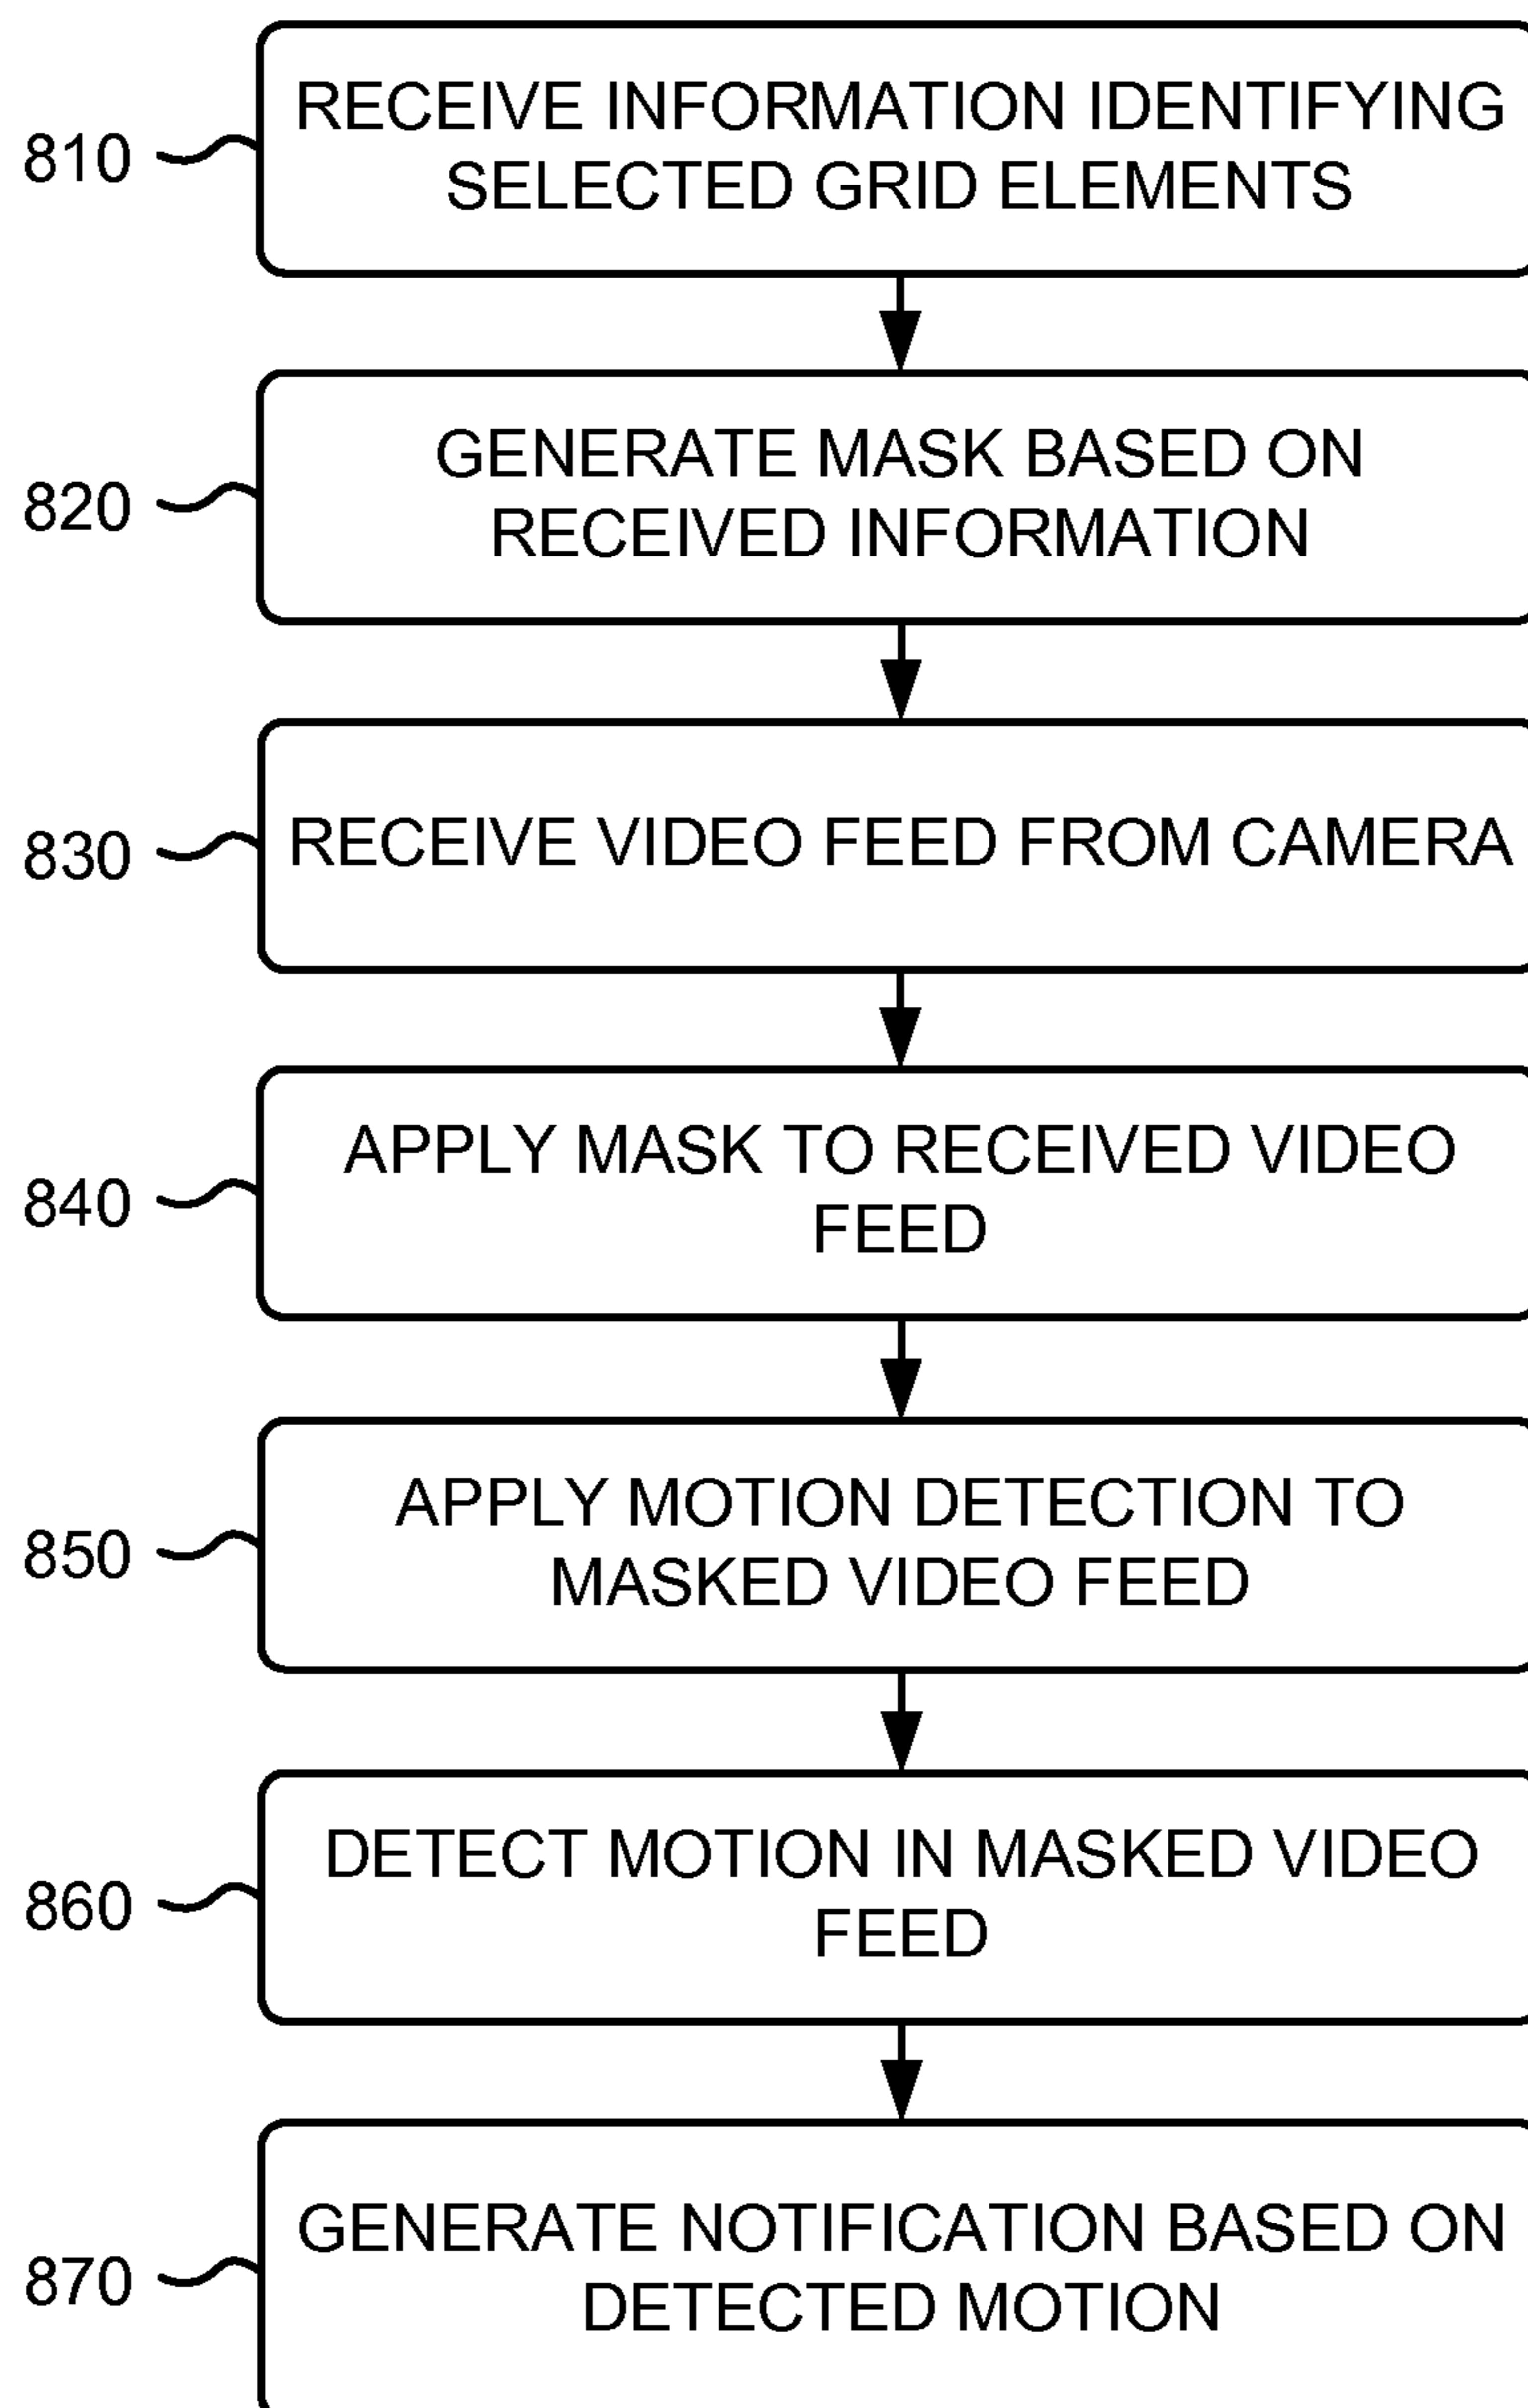 810
RECEIVE INFORMATION IDENTIFYING
SELECTED GRID ELEMENTS
820
GENERATE MASK BASED ON
RECEIVED INFORMATION
830
RECEIVE VIDEO FEED FROM CAMERA
840
APPLY MASK TO RECEIVED VIDEO
FEED
850
APPLY MOTION DETECTION TO
MASKED VIDEO FEED
860
DETECT MOTION IN MASKED VIDEO
FEED
870
GENERATE NOTIFICATION BASED ON
DETECTED MOTION